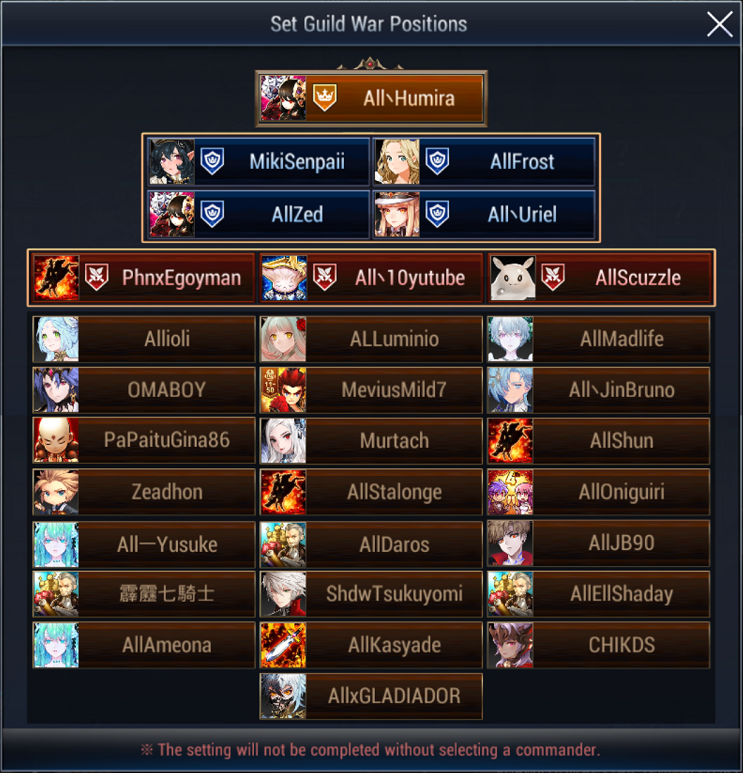 Set Guild War Positions
All丶Humira
MikiSenpaii AllFrost
AllZed All丶Uriel
PhnxEgoyman All丶10yutube AllScuzzle
Allioli ALLuminio AllMadlife
OMABOY MeviusMild7 All丶JinBruno
PaPaituGina86 Murtach AllShun
Zeadhon AllStalonge AllOniguiri
All一Yusuke AllDaros AllJB90
霹靂七騎士 ShdwTsukuyomi AllEllShaday
AllAmeona AllKasyade CHIKDS
AllxGLADIADOR
※ The setting will not be completed without selecting a commander.